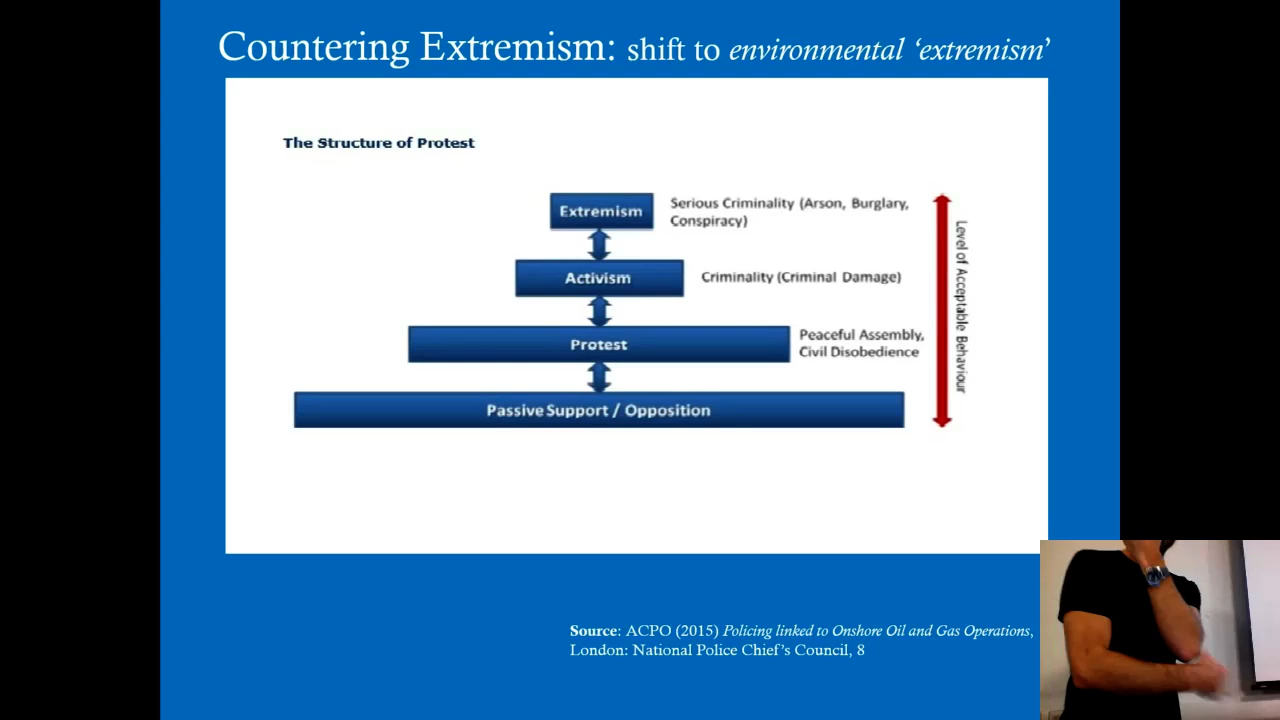 Countering Extremism: shift to environmental ‘extremism’
The Structure of Protest
Extremism
Serious Criminality (Arson, Burglary,
Conspiracy)
Activism
Criminality (Criminal Damage)
Protest
Peaceful Assembly,
Civil Disobedience
Passive Support / Opposition
Level of Acceptable Behaviour
Source: ACPO (2015) Policing linked to Onshore Oil and Gas Operations,
London: National Police Chief’s Council, 8